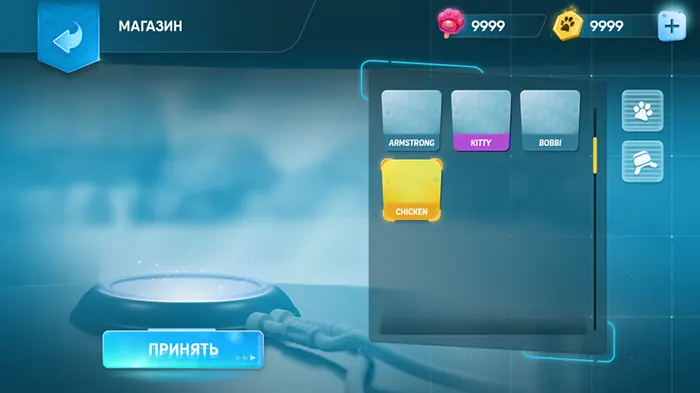 МАГАЗИН
9999
9999
ARMSTRONG
KITTY
BOBBI
CHICKEN
ПРИНЯТЬ